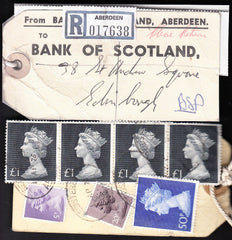 From BA LAND, ABERDEEN.
ABERDEEN
R 017638
TO
BANK OF SCOTLAND,
38 St Andrew Square
Edinburgh
£1 £1 £1 £1
50P